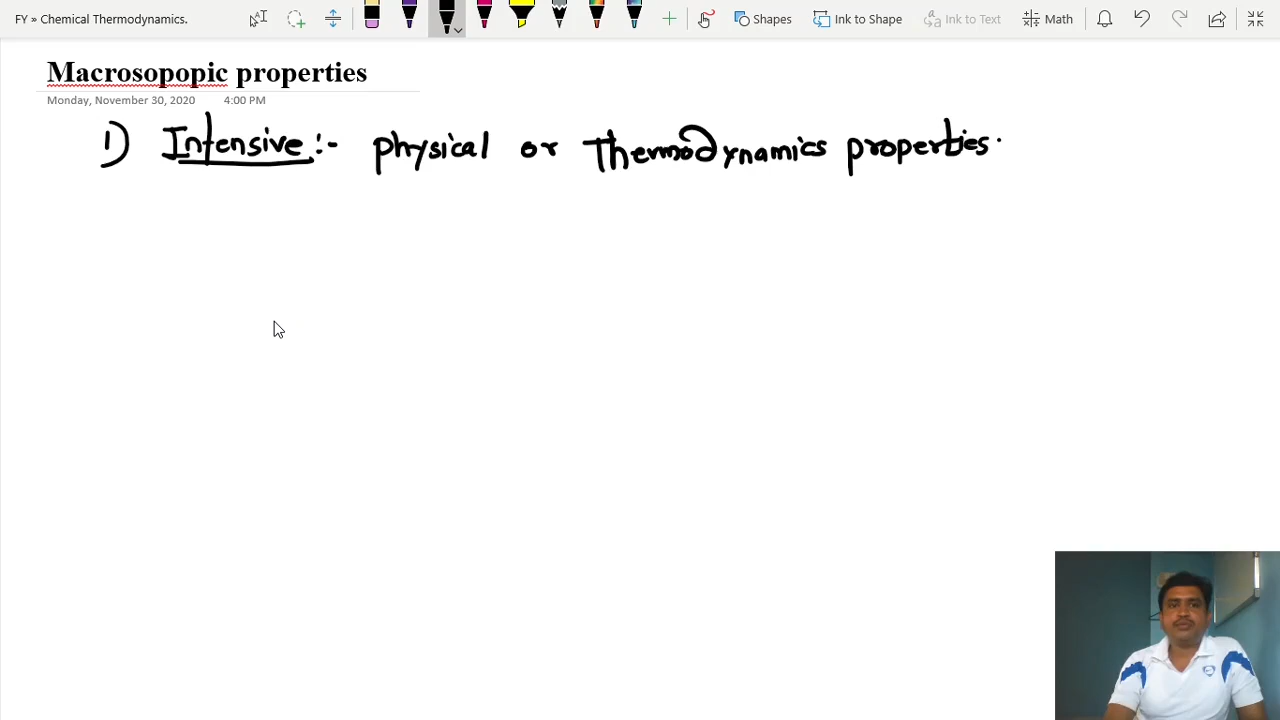 FY » Chemical Thermodynamics.
Shapes
Ink to Shape
Ink to Text
Math
Macrosopopic properties
Monday, November 30, 2020 4:00 PM
1) Intensive :- physical or Thermodynamics properties.